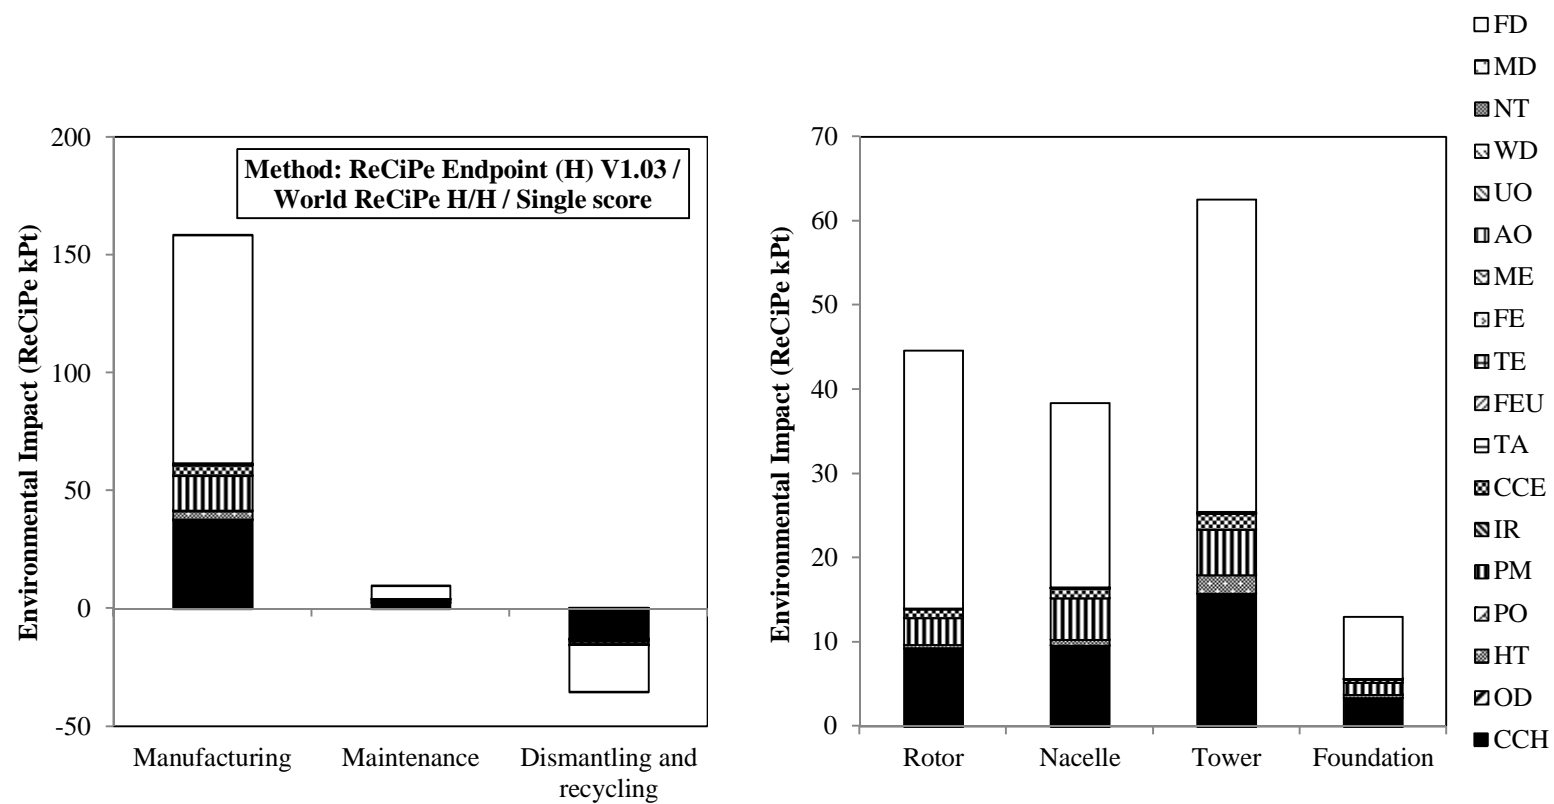 Environmental Impact (ReCiPe kPt)
200
150
100
50
0
-50
Method: ReCiPe Endpoint (H) V1.03 /
World ReCiPe H/H / Single score
Manufacturing
Maintenance
Dismantling and
recycling
Environmental Impact (ReCiPe kPt)
70
60
50
40
30
20
10
0
Rotor
Nacelle
Tower
Foundation
FD
MD
NT
WD
UO
AO
ME
FE
TE
FEU
TA
CCE
IR
PM
PO
HT
OD
CCH